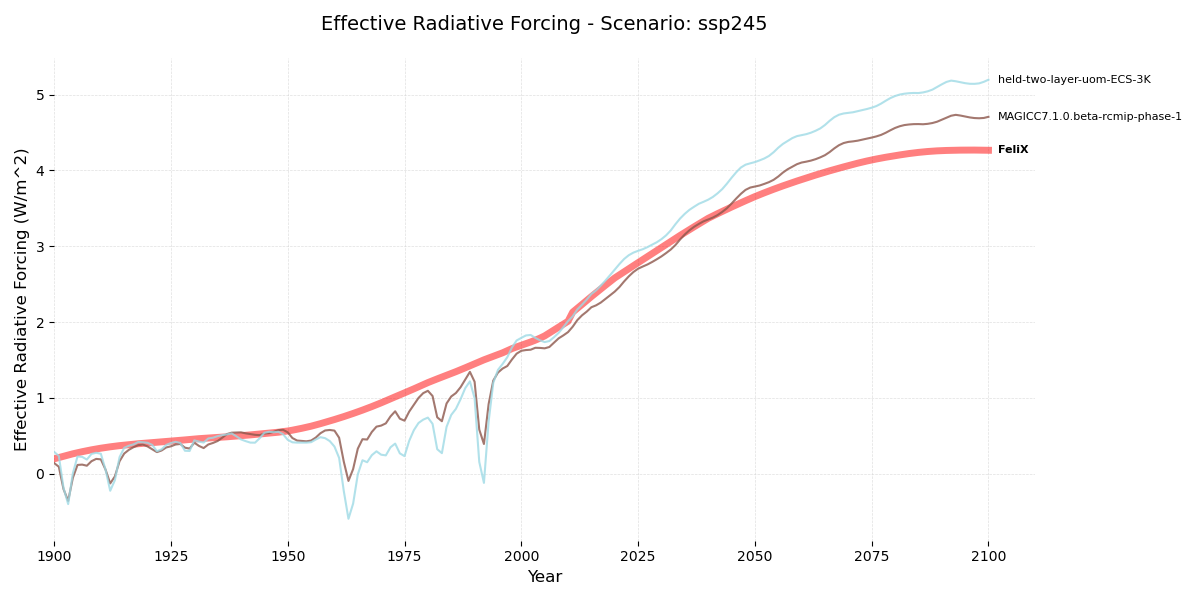 Effective Radiative Forcing - Scenario: ssp245
Effective Radiative Forcing (W/m^2)
5
4
3
2
1
0
held-two-layer-uom-ECS-3K
MAGICC7.1.0.beta-rcmip-phase-1
FeliX
1900 1925 1950 1975 2000 2025 2050 2075 2100
Year